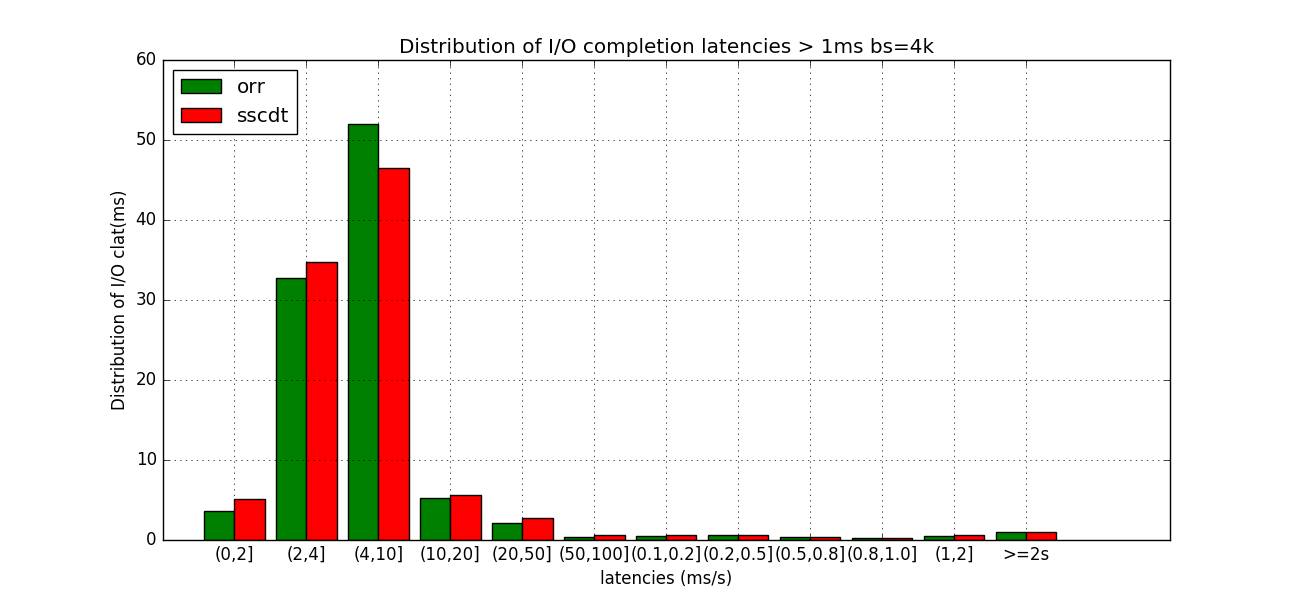 Distribution of I/O completion latencies > 1ms bs=4k
orr
sscdt
Distribution of I/O clat(ms)
60
50
40
30
20
10
0
(0,2] (2,4] (4,10] (10,20] (20,50] (50,100] (0.1,0.2] (0.2,0.5] (0.5,0.8] (0.8,1.0] (1,2] >=2s
latencies (ms/s)